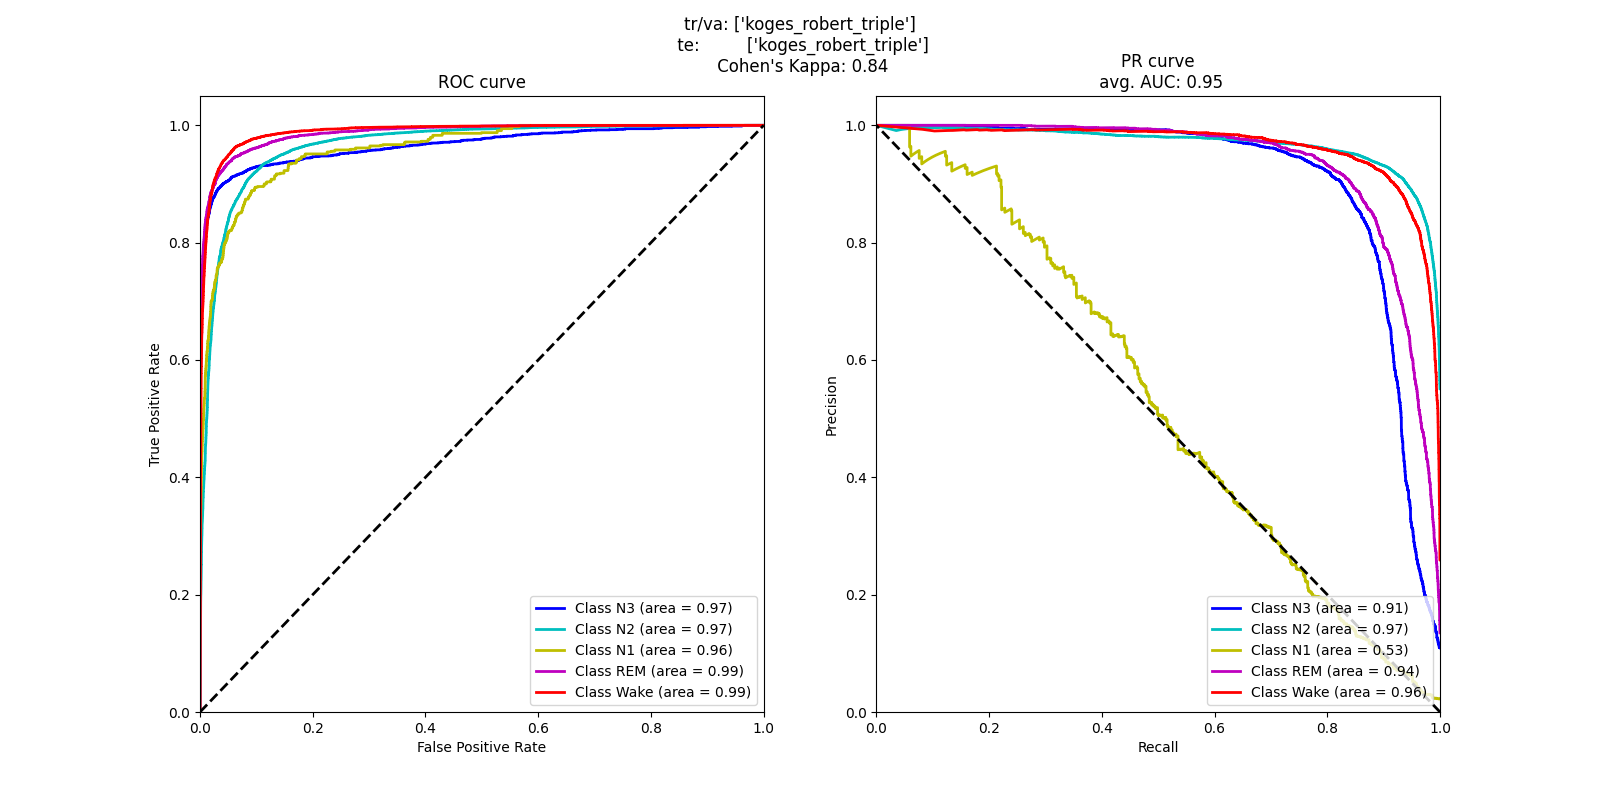 tr/va: ['koges_robert_triple']
te: ['koges_robert_triple']
Cohen's Kappa: 0.84
ROC curve
1.0
0.8
0.6
0.4
0.2
0.0
True Positive Rate
0.0 0.2 0.4 0.6 0.8 1.0
False Positive Rate
Class N3 (area = 0.97)
Class N2 (area = 0.97)
Class N1 (area = 0.96)
Class REM (area = 0.99)
Class Wake (area = 0.99)
PR curve
avg. AUC: 0.95
1.0
0.8
0.6
0.4
0.2
0.0
Precision
0.0 0.2 0.4 0.6 0.8 1.0
Recall
Class N3 (area = 0.91)
Class N2 (area = 0.97)
Class N1 (area = 0.53)
Class REM (area = 0.94)
Class Wake (area = 0.96)